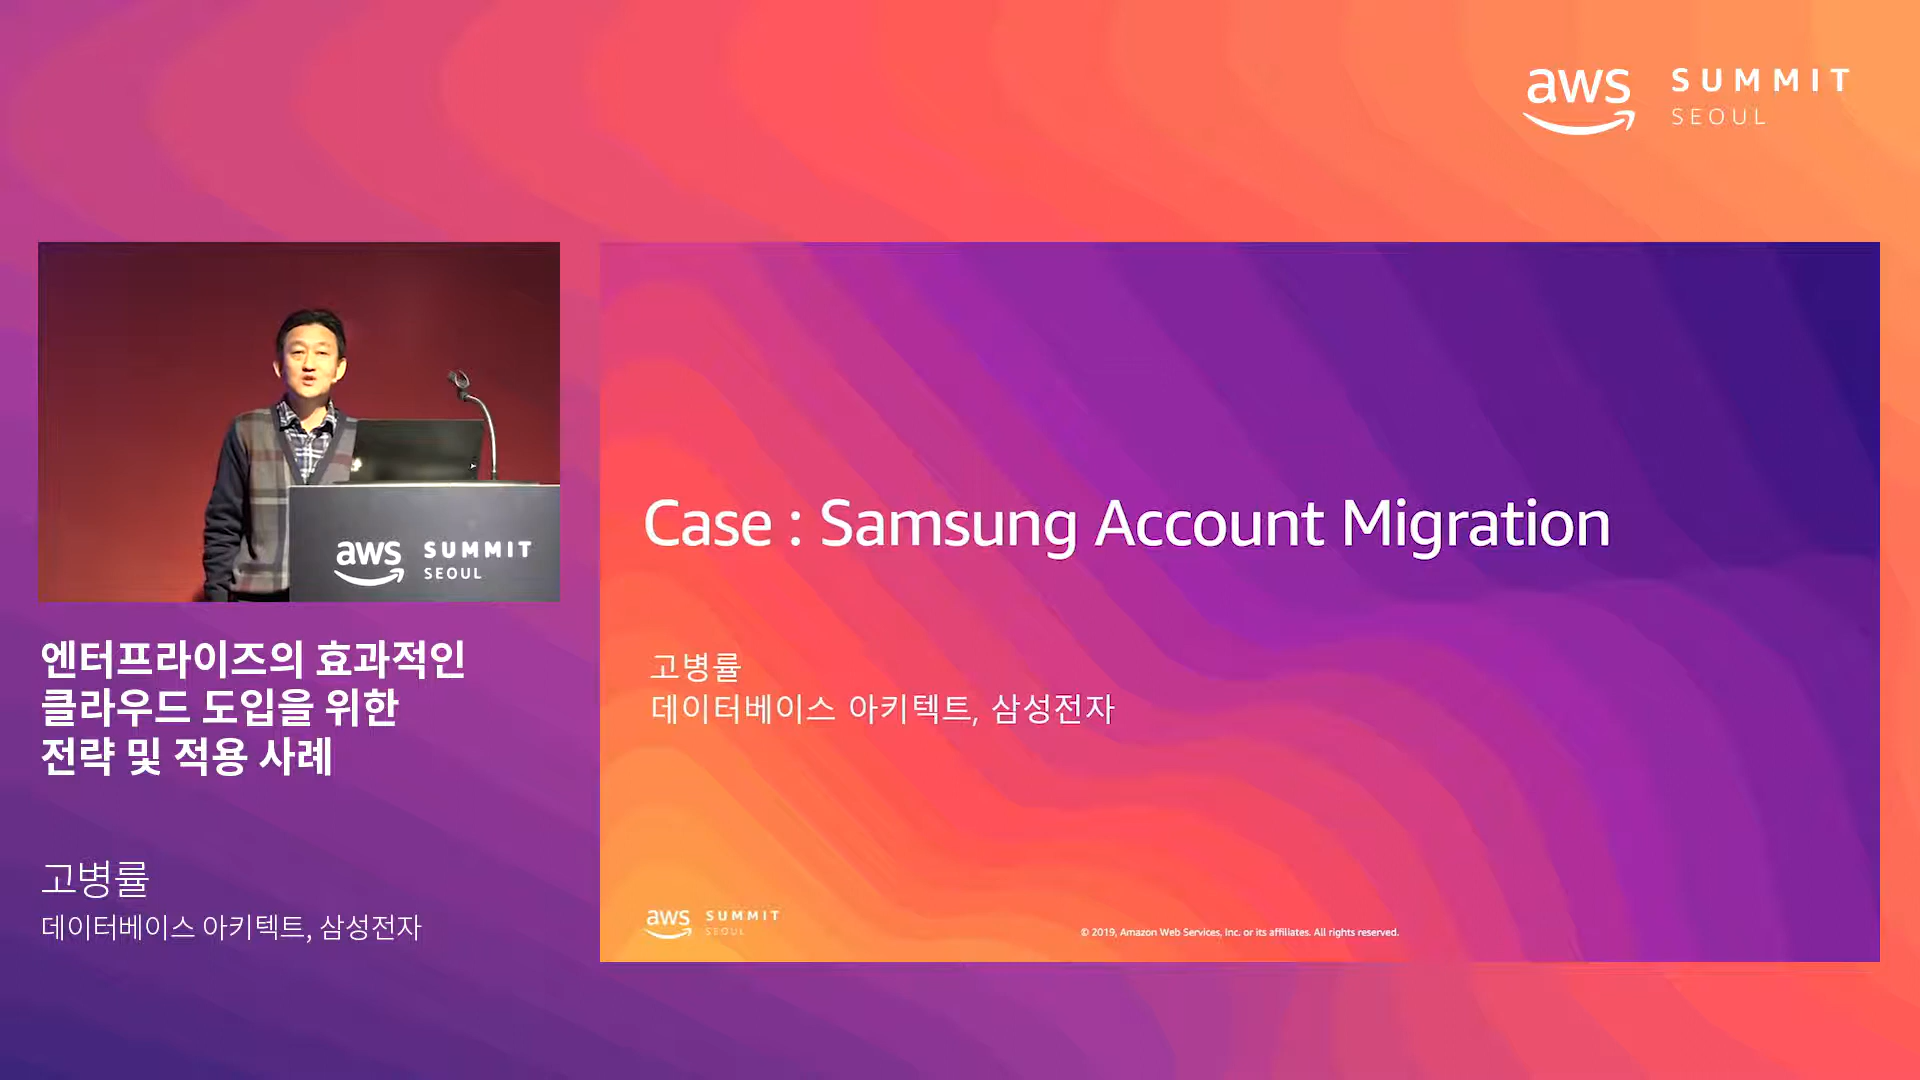 aws SUMMIT
SEOUL
aws SUMMIT
SEOUL
엔터프라이즈의 효과적인
클라우드 도입을 위한
전략 및 적용 사례
고병률
데이터베이스 아키텍트, 삼성전자
Case : Samsung Account Migration
고병률
데이터베이스 아키텍트, 삼성전자
aws SUMMIT
SEOUL
© 2019, Amazon Web Services, Inc. or its affiliates. All rights reserved.